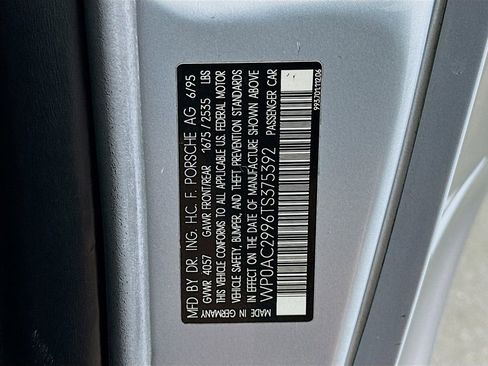 MFD BY DR. ING. H.C. F. PORSCHE AG 6/95
GVWR 4057 GAWR FRONT/REAR 1675/2535 LBS
THIS VEHICLE CONFORMS TO ALL APPLICABLE U.S. FEDERAL MOTOR
VEHICLE SAFETY, BUMPER, AND THEFT PREVENTION STANDARDS
IN EFFECT ON THE DATE OF MANUFACTURE SHOWN ABOVE
WP0AC2996TS375392 PASSENGER CAR
MADE IN GERMANY
99370111206